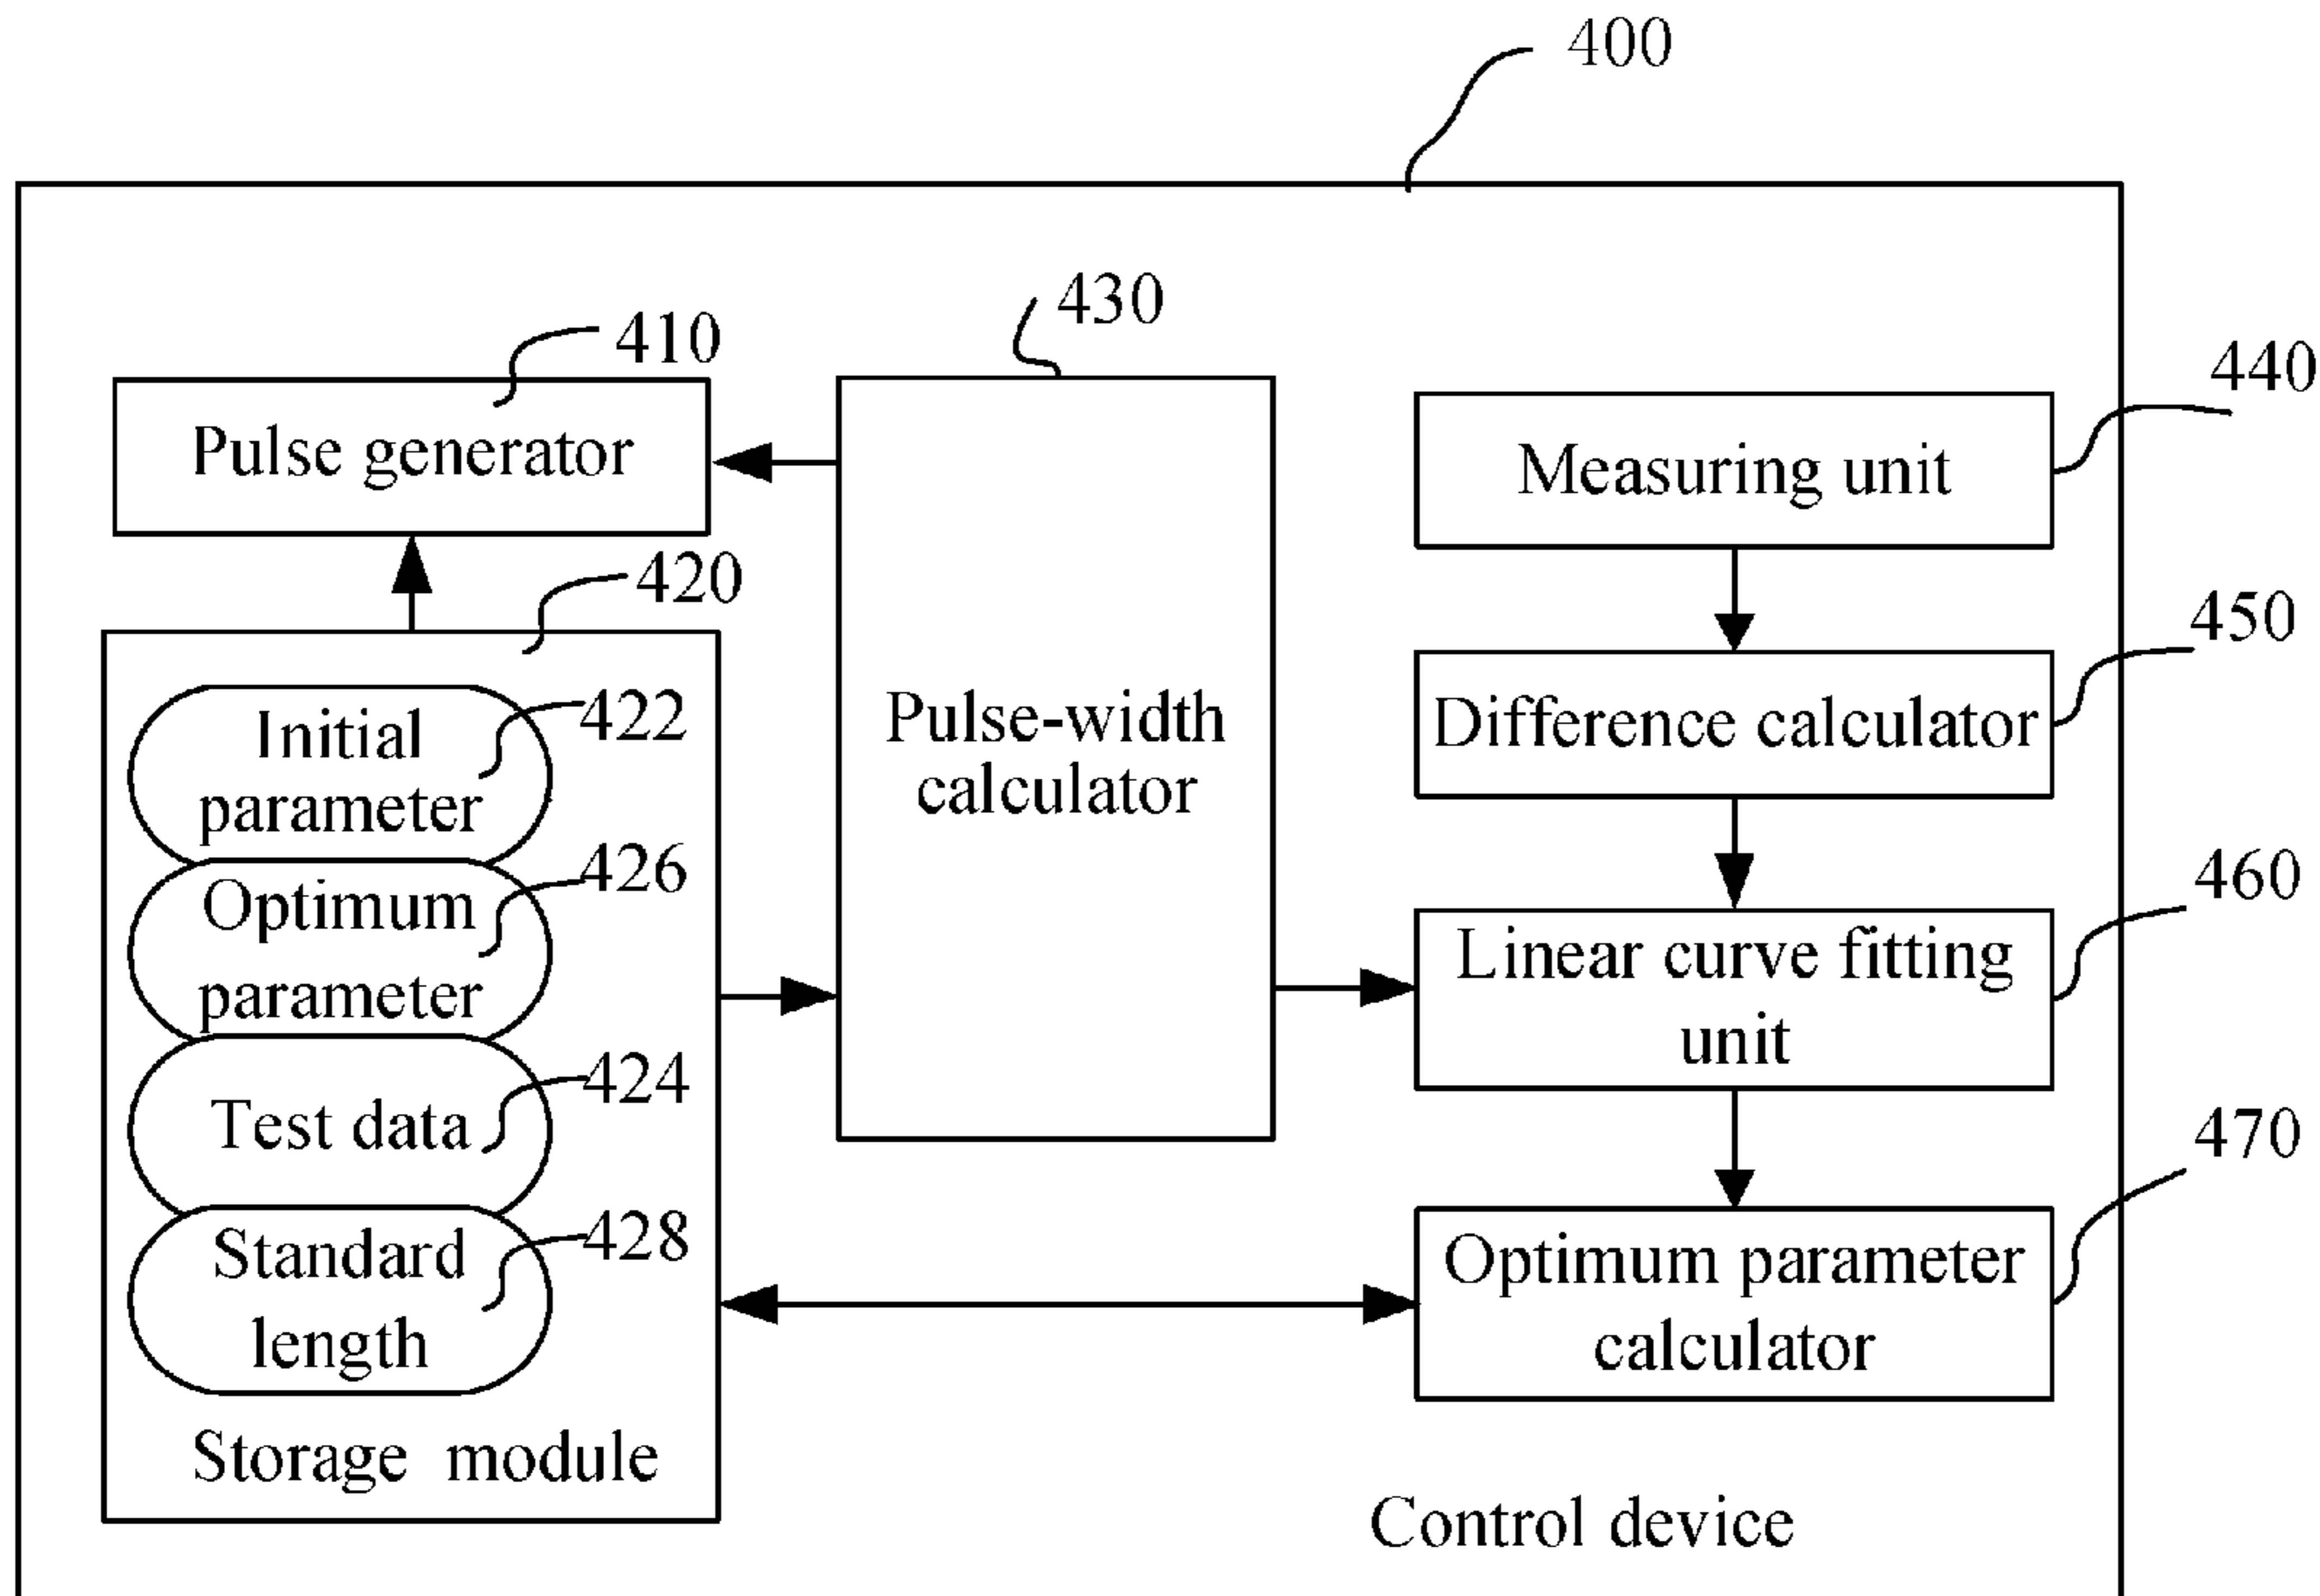 400
430
410
440
Pulse generator
Measuring unit
420
450
422
Initial
parameter
Pulse-width
calculator
Difference calculator
426
Optimum
parameter
460
Linear curve fitting
unit
424
Test data
470
428
Standard
length
Optimum parameter
calculator
Storage module
Control device